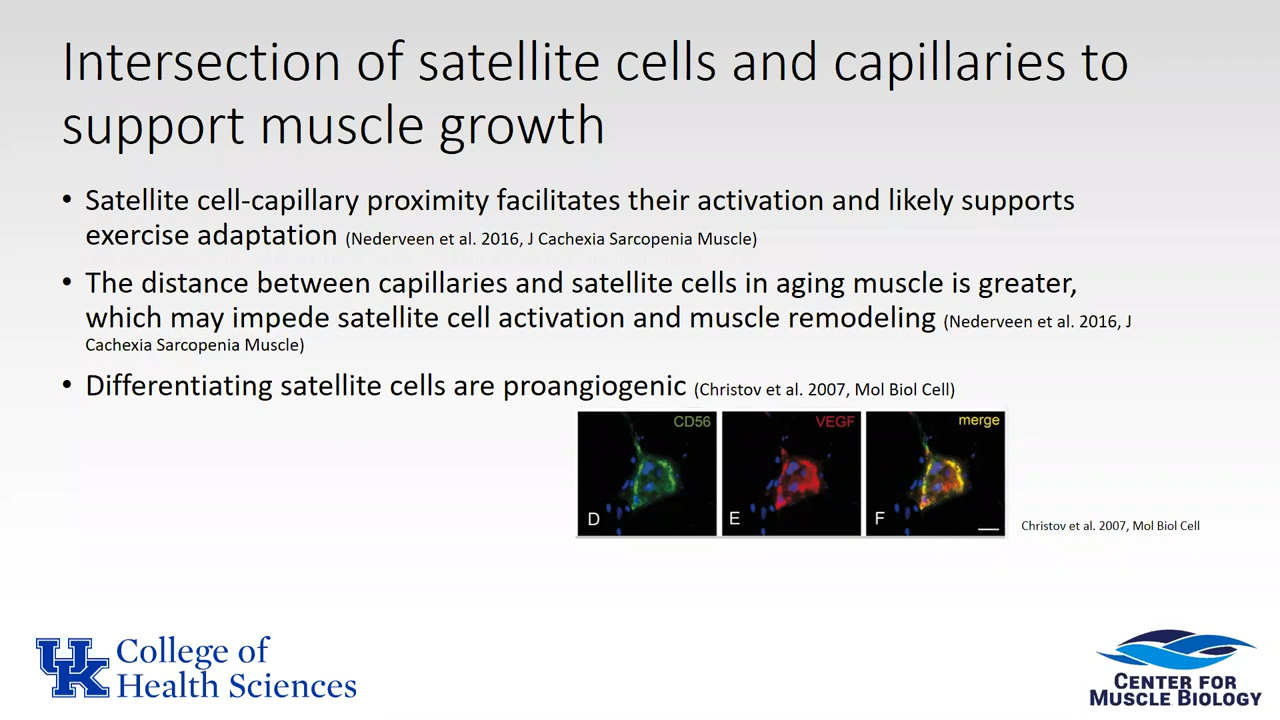 Intersection of satellite cells and capillaries to
support muscle growth
• Satellite cell-capillary proximity facilitates their activation and likely supports
exercise adaptation (Nederveen et al. 2016, J Cachexia Sarcopenia Muscle)
• The distance between capillaries and satellite cells in aging muscle is greater,
which may impede satellite cell activation and muscle remodeling (Nederveen et al. 2016, J
Cachexia Sarcopenia Muscle)
• Differentiating satellite cells are proangiogenic (Christov et al. 2007, Mol Biol Cell)
CD56
VEGF
merge
D
E
F
Christov et al. 2007, Mol Biol Cell
UK
College of
Health Sciences
CENTER FOR
MUSCLE BIOLOGY